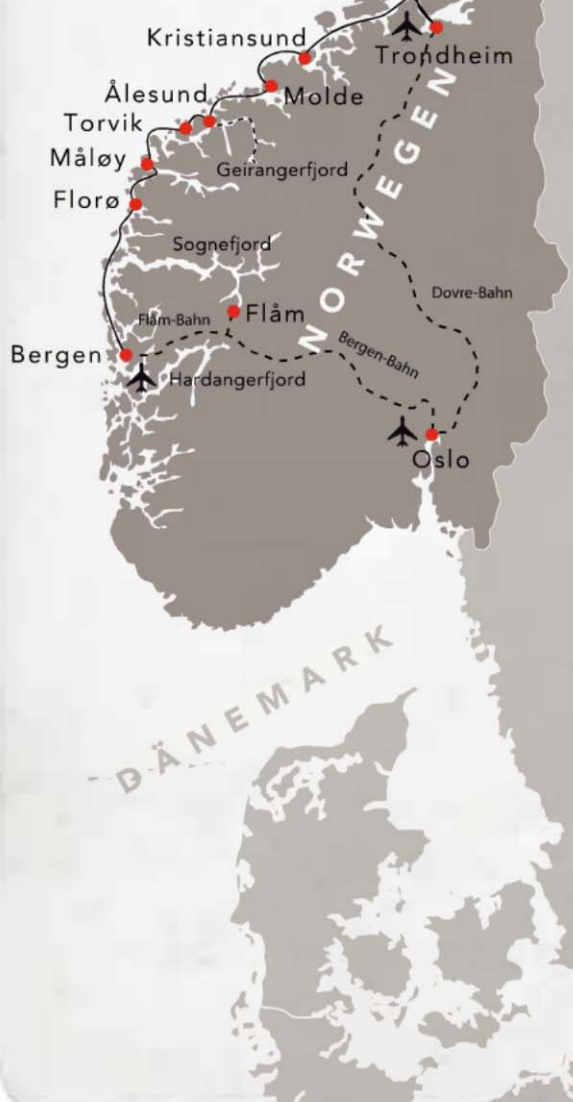 Kristiansund
Trondheim
Ålesund
Molde
Torvik
Måløy
Geirangerfjord
Florø
NORWEGEN
Sognefjord
Dovre-Bahn
Flåm-Bahn
Flåm
Bergen-Bahn
Bergen
Hardangerfjord
Oslo
DÄNEMARK